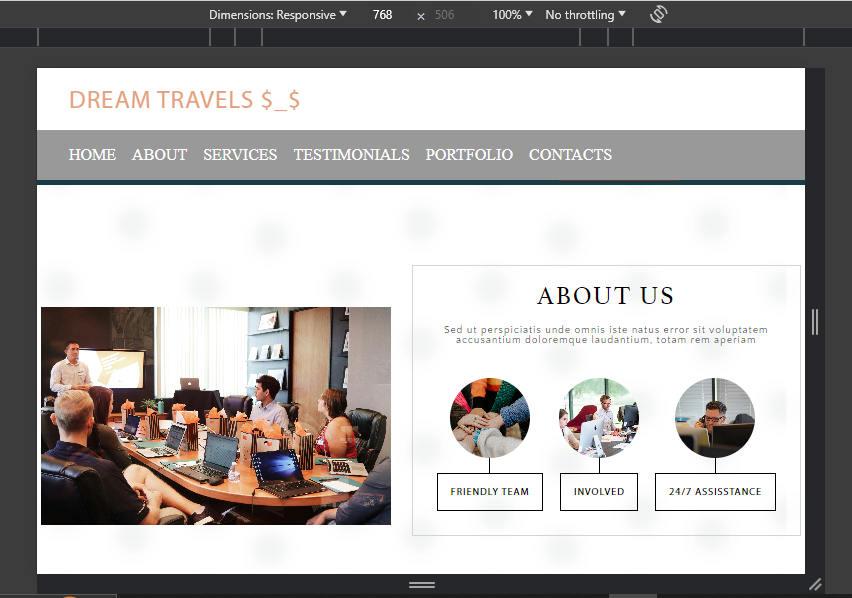 Dimensions: Responsive ▼ 768 × 506 100% ▼ No throttling ▼
DREAM TRAVELS $_$
HOME ABOUT SERVICES TESTIMONIALS PORTFOLIO CONTACTS
ABOUT US
Sed ut perspiciatis unde omnis iste natus error sit voluptatem
accusantium doloremque laudantium, totam rem aperiam
FRIENDLY TEAM
INVOLVED
24/7 ASSISSTANCE